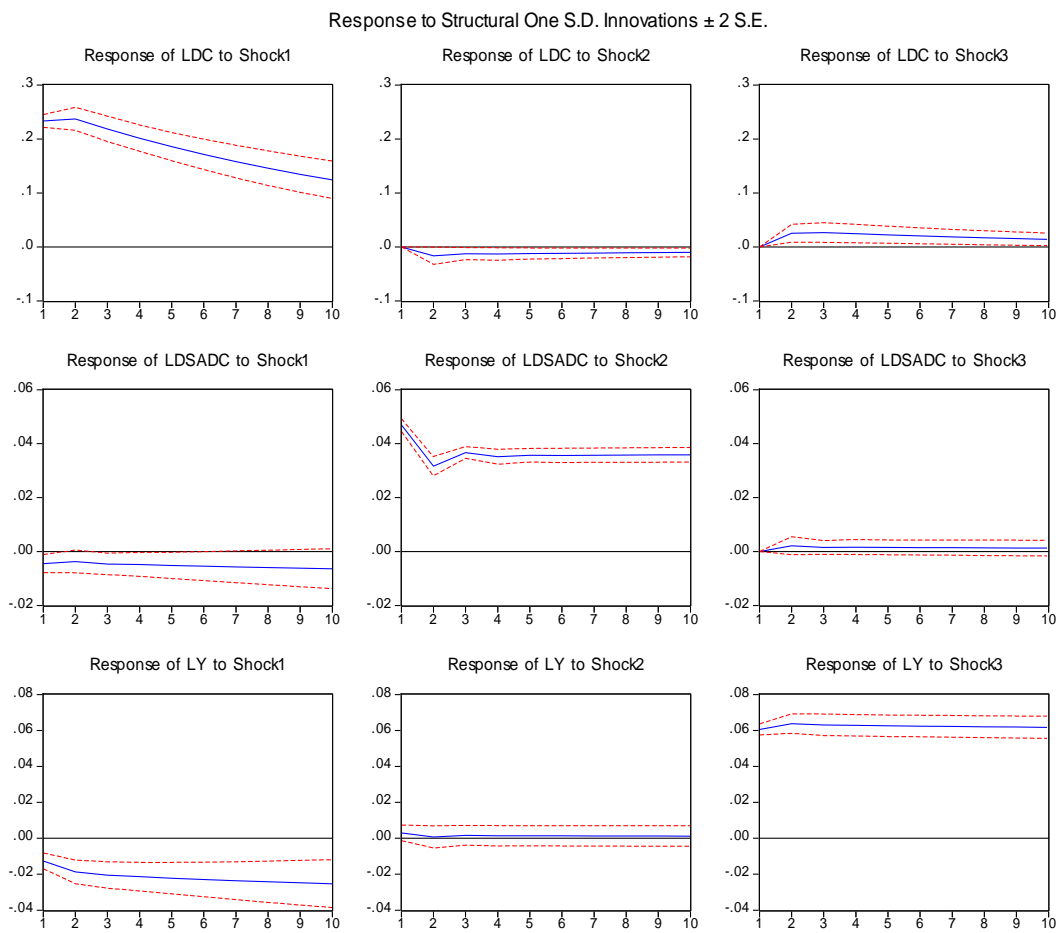 Response to Structural One S.D. Innovations ± 2 S.E.
Response of LDC to Shock1
.3
.2
.1
.0
-.1
1 2 3 4 5 6 7 8 9 10
Response of LDC to Shock2
.3
.2
.1
.0
-.1
1 2 3 4 5 6 7 8 9 10
Response of LDC to Shock3
.3
.2
.1
.0
-.1
1 2 3 4 5 6 7 8 9 10
Response of LDSADC to Shock1
.06
.04
.02
.00
-.02
1 2 3 4 5 6 7 8 9 10
Response of LDSADC to Shock2
.06
.04
.02
.00
-.02
1 2 3 4 5 6 7 8 9 10
Response of LDSADC to Shock3
.06
.04
.02
.00
-.02
1 2 3 4 5 6 7 8 9 10
Response of LY to Shock1
.08
.06
.04
.02
.00
-.02
-.04
1 2 3 4 5 6 7 8 9 10
Response of LY to Shock2
.08
.06
.04
.02
.00
-.02
-.04
1 2 3 4 5 6 7 8 9 10
Response of LY to Shock3
.08
.06
.04
.02
.00
-.02
-.04
1 2 3 4 5 6 7 8 9 10